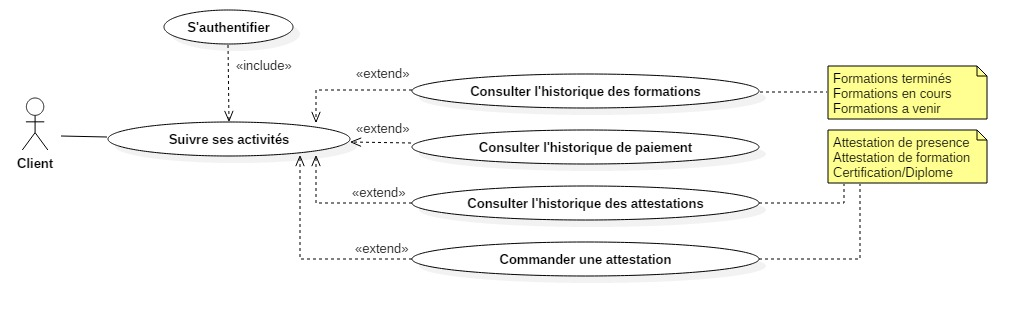 S'authentifier
«include»
Client
Suivre ses activités
«extend»
Consulter l'historique des formations
Formations terminés
Formations en cours
Formations a venir
«extend»
Consulter l'historique de paiement
Attestation de presence
Attestation de formation
Certification/Diplome
«extend»
Consulter l'historique des attestations
«extend»
Commander une attestation